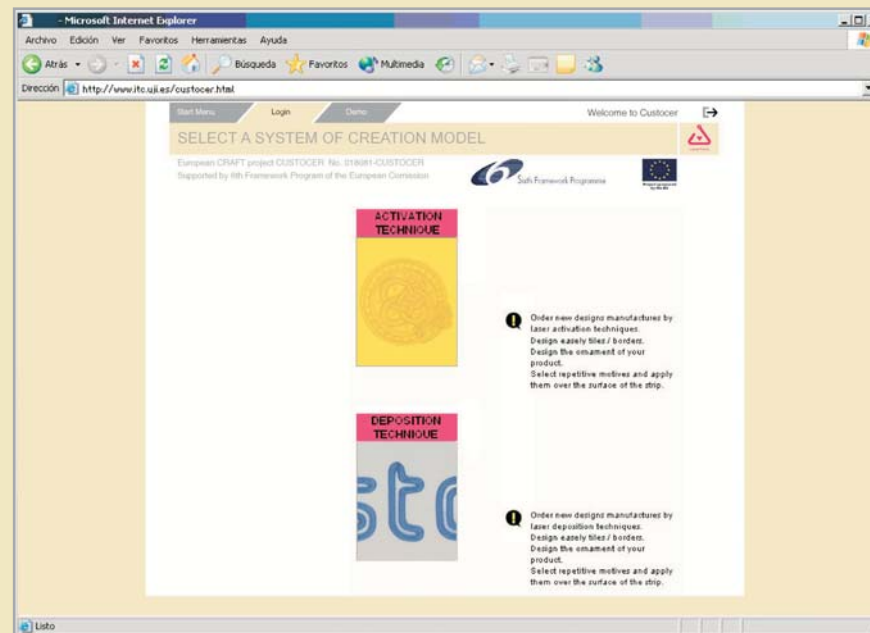 - Microsoft Internet Explorer
Archivo Edición Ver Favoritos Herramientas Ayuda
Atrás Búsqueda Favoritos Multimedia
Dirección http://www.itc.uji.es/custocer.html
Start Menu Login Demo Welcome to Custocer
SELECT A SYSTEM OF CREATION MODEL
European CRAFT project CUSTOCER No. 018081-CUSTOCER
Supported by 6th Framework Program of the European Comission
6 Sixth Framework Programme
ACTIVATION
TECHNIQUE
Order new designs manufactures by
laser activation techniques.
Design easely tiles / borders.
Design the ornament of your
product.
Select repetitive motives and apply
them over the surface of the strip.
DEPOSITION
TECHNIQUE
sto
Order new designs manufactures by
laser deposition techniques.
Design easely tiles / borders.
Design the ornament of your
product.
Select repetitive motives and apply
them over the surface of the strip.
Listo